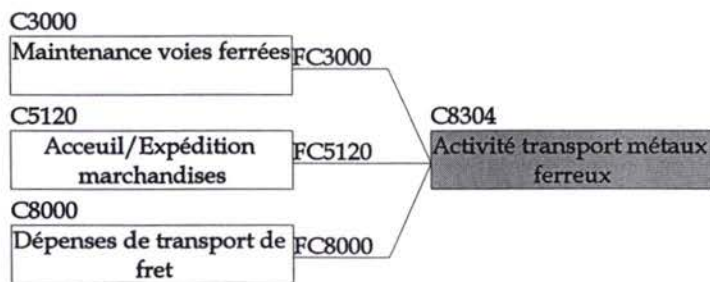 C3000
Maintenance voies ferrées
FC3000
C5120
Acceuil/Expédition
marchandises
FC5120
C8000
Dépenses de transport de
fret
FC8000
C8304
Activité transport métaux
ferreux